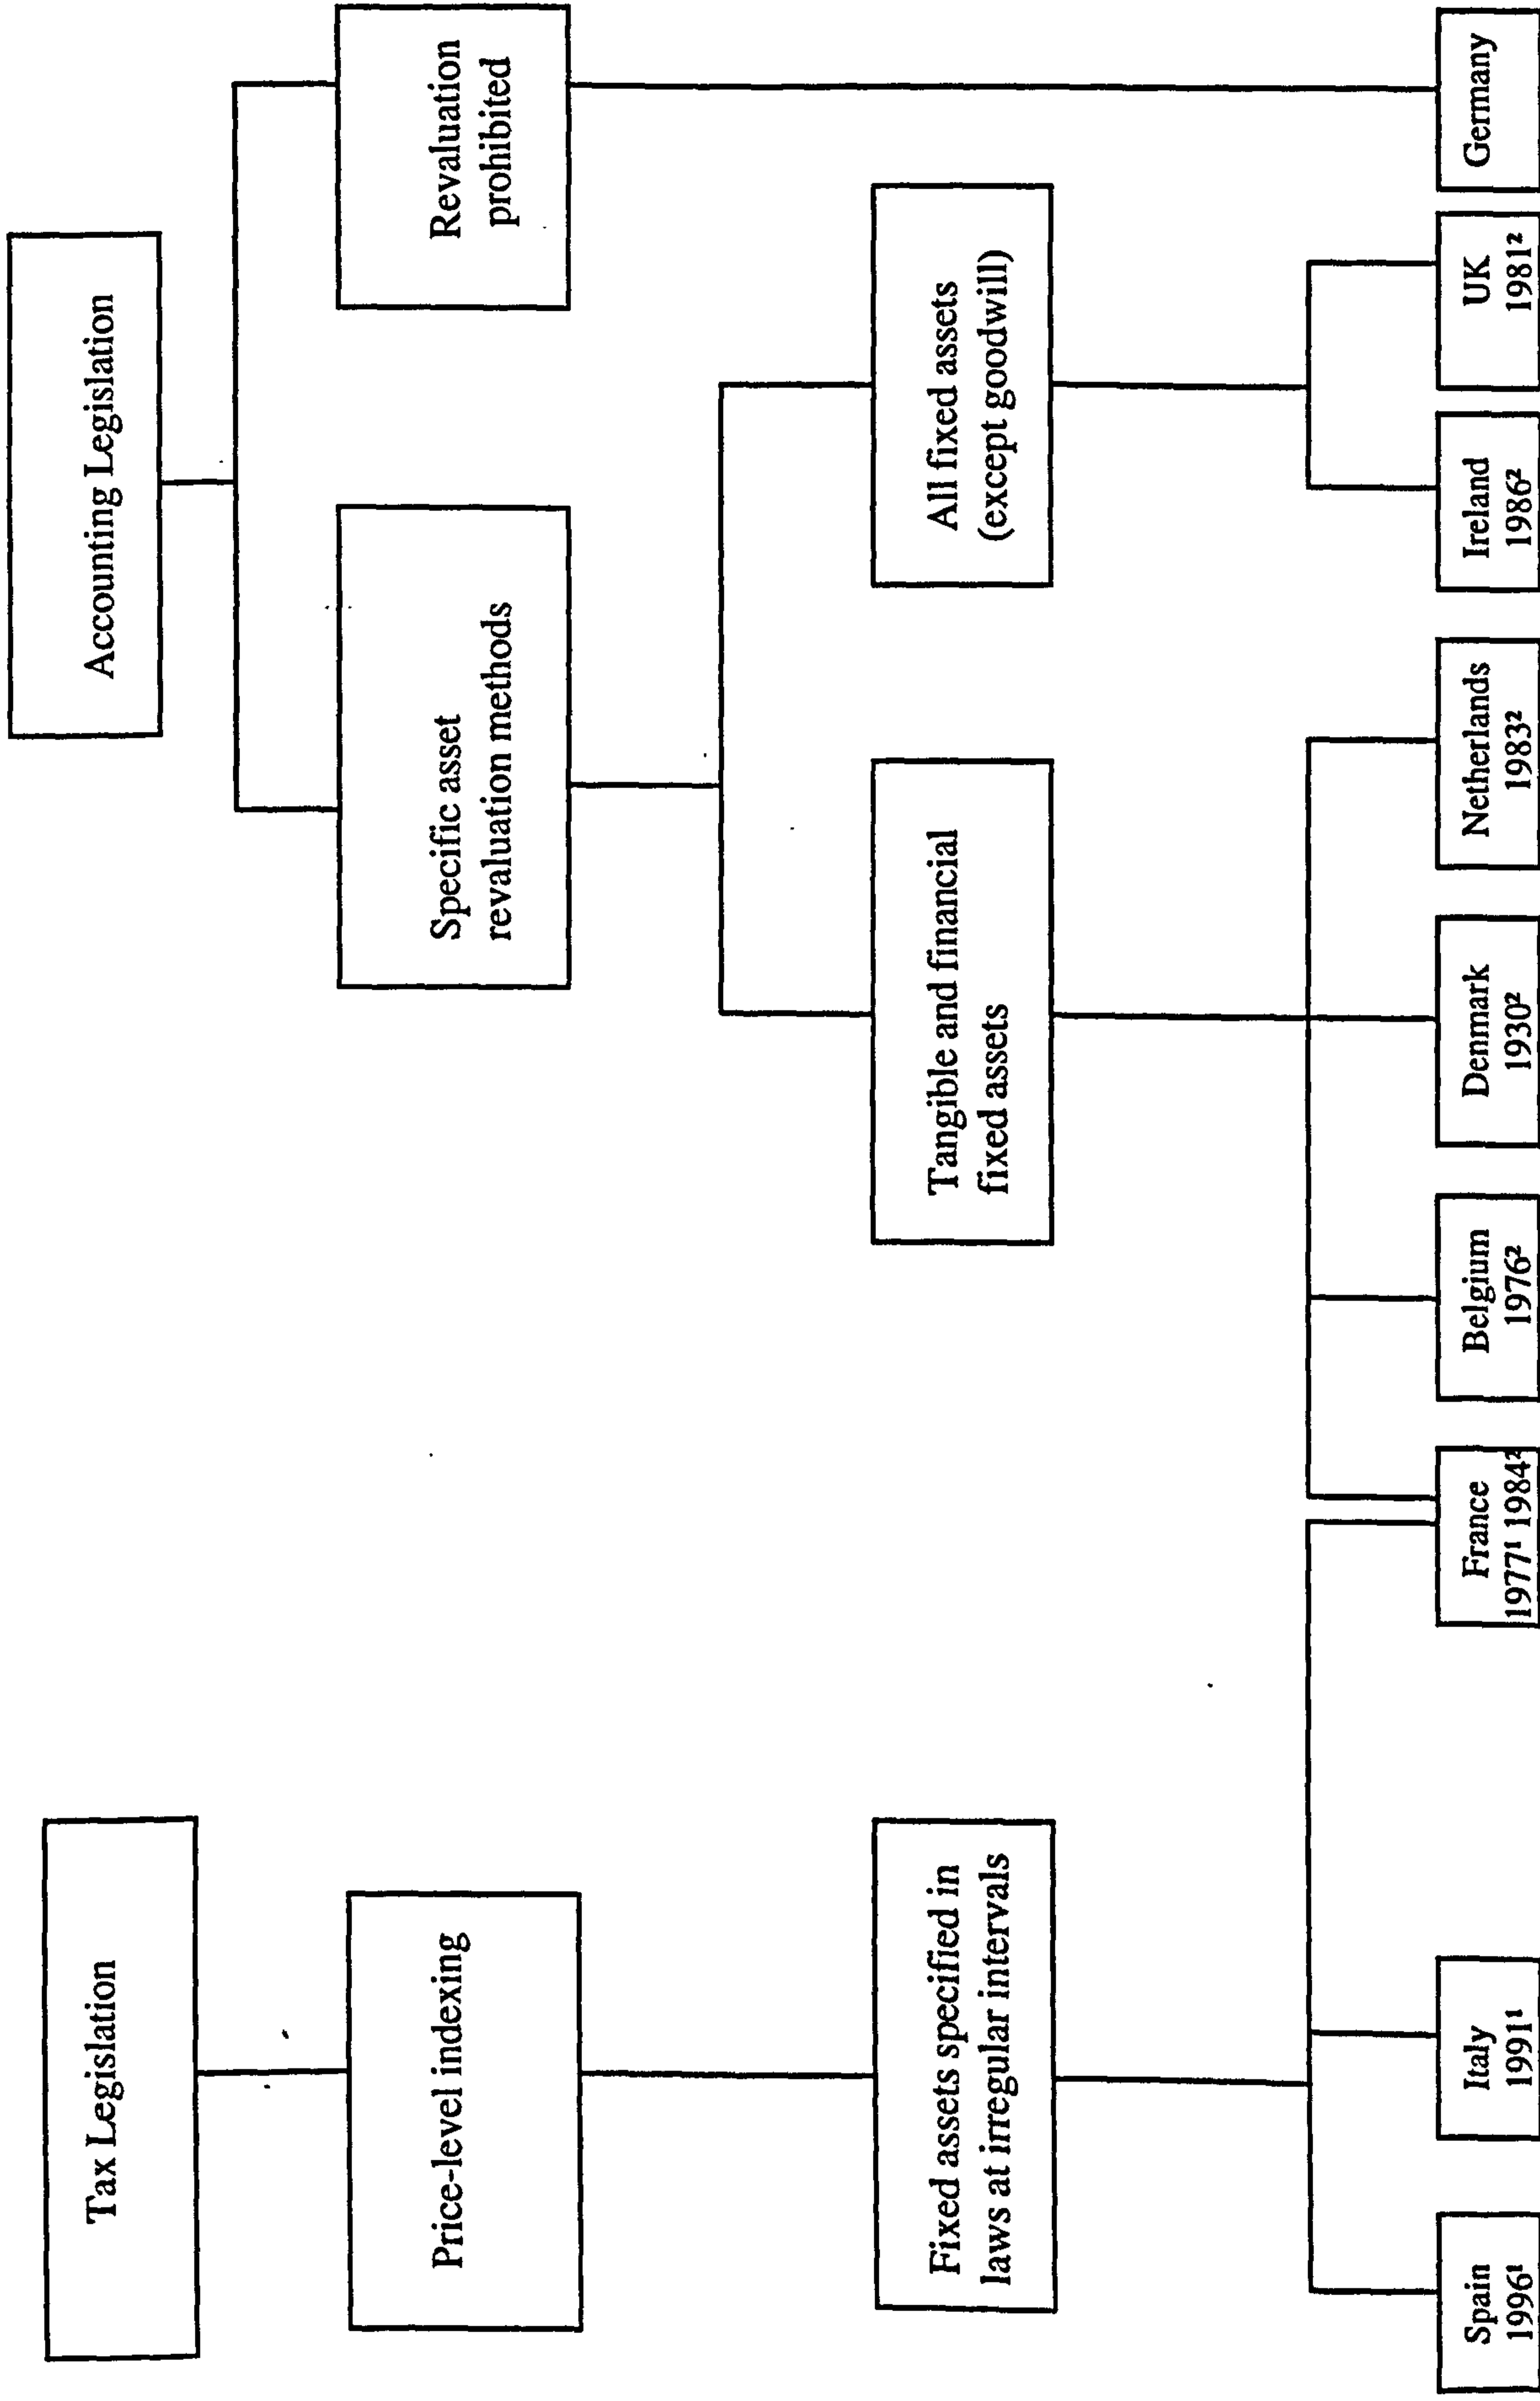 Tax Legislation
Accounting Legislation
Price-level indexing
Specific asset
revaluation methods
Revaluation
prohibited
Fixed assets specified in
laws at irregular intervals
Tangible and financial
fixed assets
All fixed assets
(except goodwill)
Spain
1996¹
Italy
1991¹
France
1977¹ 1984²
Belgium
1976²
Denmark
1930²
Netherlands
1983²
Ireland
1986²
UK
1981²
Germany